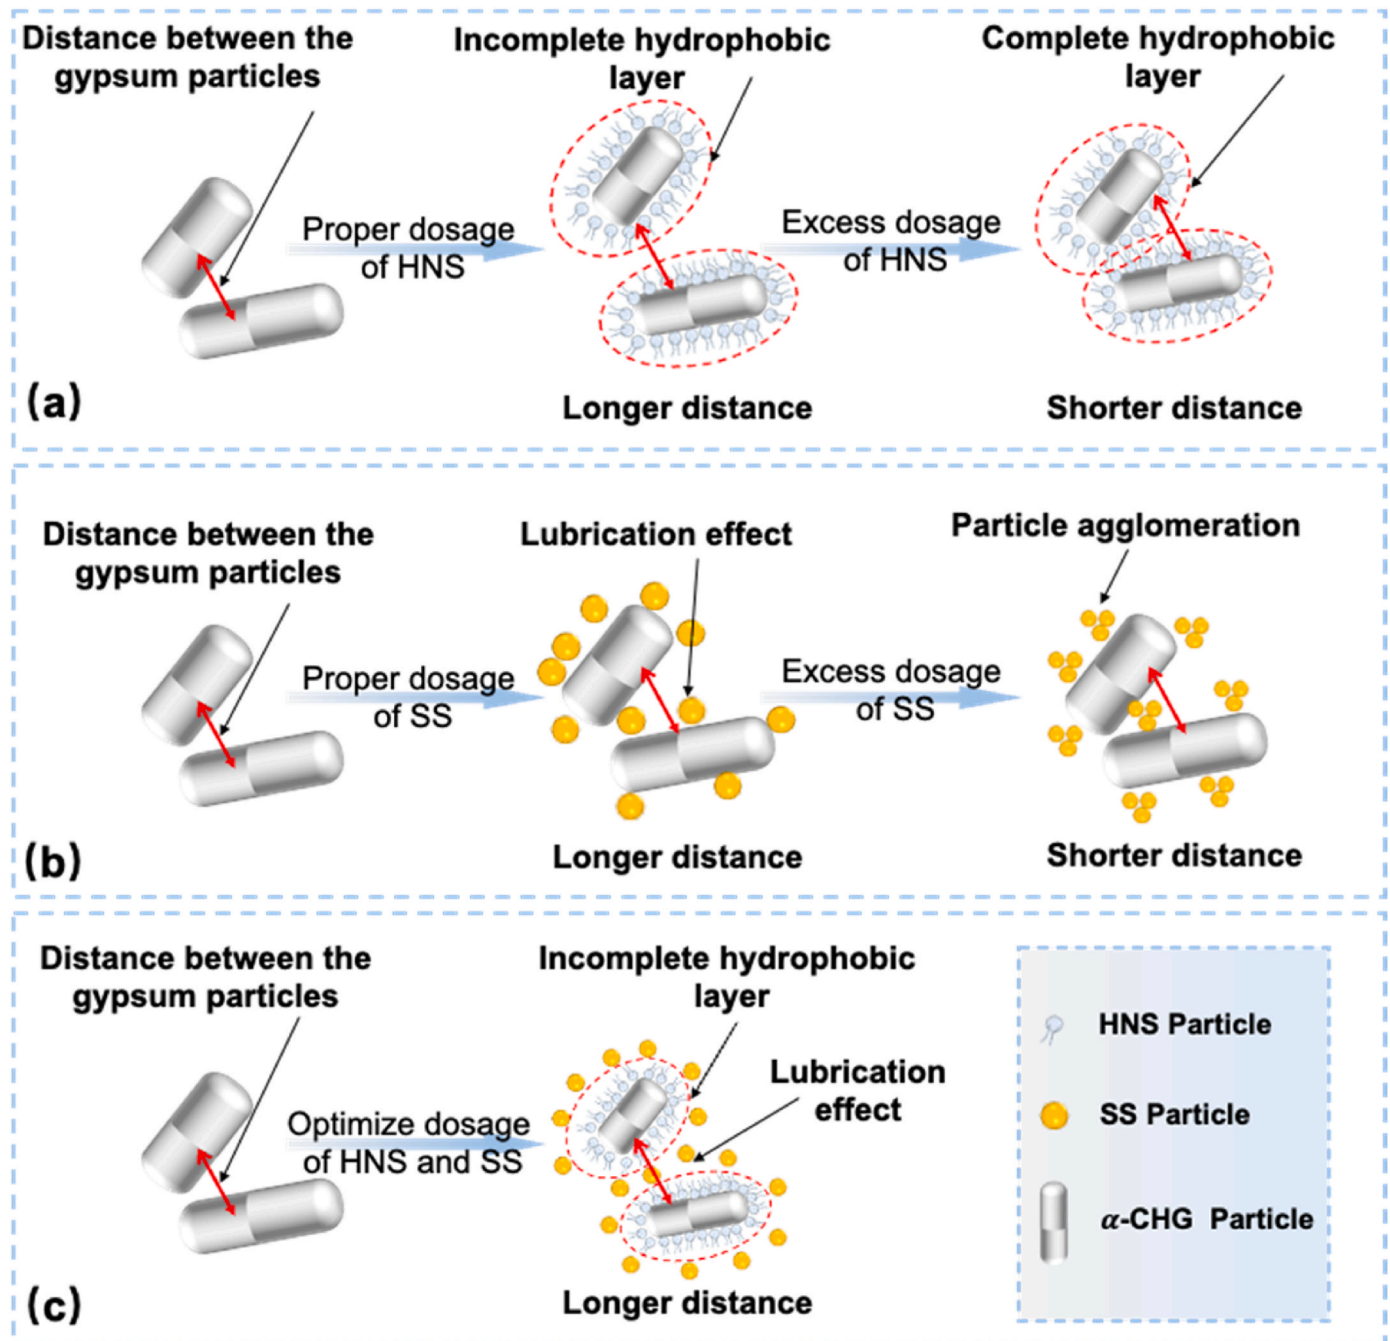 Distance between the
gypsum particles
Incomplete hydrophobic
layer
Complete hydrophobic
layer
Proper dosage
of HNS
Excess dosage
of HNS
Longer distance
Shorter distance
(a)
Distance between the
gypsum particles
Lubrication effect
Particle agglomeration
Proper dosage
of SS
Excess dosage
of SS
Longer distance
Shorter distance
(b)
Distance between the
gypsum particles
Incomplete hydrophobic
layer
Lubrication
effect
Optimize dosage
of HNS and SS
Longer distance
(c)
HNS Particle
SS Particle
α-CHG Particle